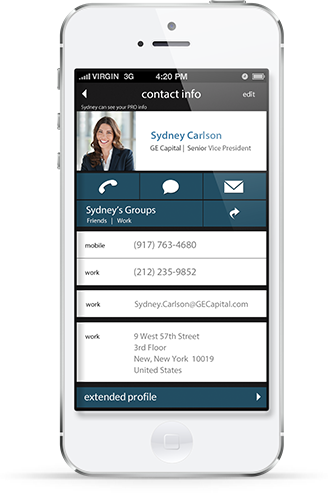 VIRGIN 3G 4:20 PM
contact info edit
Sydney can see your PRO info
Sydney Carlson
GE Capital | Senior Vice President
Sydney's Groups
Friends | Work
mobile (917) 763-4680
work (212) 235-9852
work Sydney.Carlson@GECapital.com
work 9 West 57th Street
3rd Floor
New, New York 10019
United States
extended profile